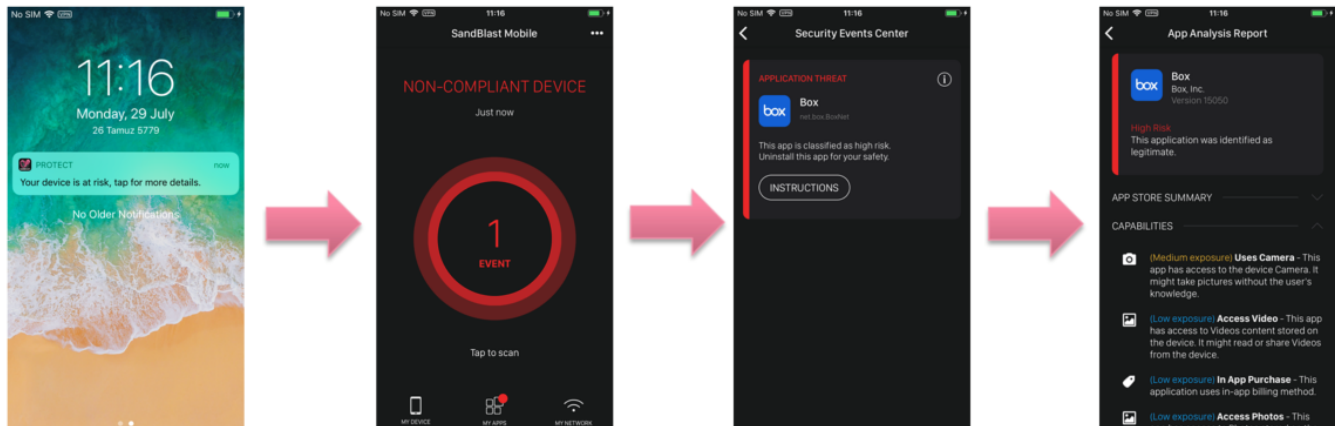 No SIM VPN
11:16
Monday, 29 July
26 Tamuz 5779
PROTECT now
Your device is at risk, tap for more details.
No Older Notifications
No SIM VPN 11:16
SandBlast Mobile
NON-COMPLIANT DEVICE
Just now
1
EVENT
Tap to scan
MY DEVICE MY APPS MY NETWORK
No SIM VPN 11:16
Security Events Center
APPLICATION THREAT
box
Box
net.box.BoxNet
This app is classified as high risk.
Uninstall this app for your safety.
INSTRUCTIONS
No SIM VPN 11:16
App Analysis Report
box
Box
Box, Inc.
Version 15050
High Risk
This application was identified as
legitimate.
APP STORE SUMMARY
CAPABILITIES
(Medium exposure) Uses Camera - This
app has access to the device Camera. It
might take pictures without the user's
knowledge.
(Low exposure) Access Video - This app
has access to Videos content stored on
the device. It might read or share Videos
from the device.
(Low exposure) In App Purchase - This
application uses in-app billing method.
(Low exposure) Access Photos - This